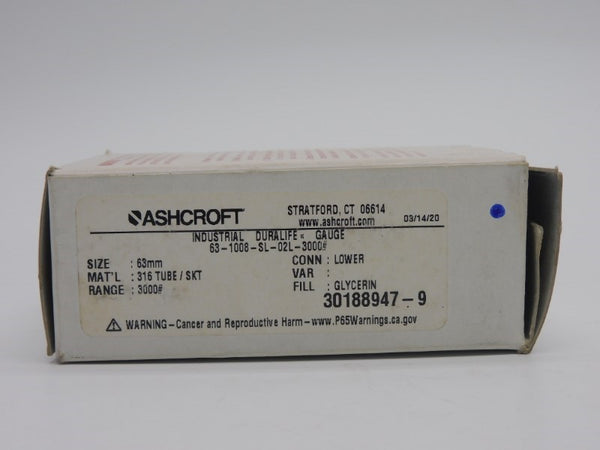 ASHCROFT
STRATFORD, CT 06614
www.ashcroft.com
03/14/20
INDUSTRIAL DURALIFE® GAUGE
63-1008-SL-02L-3000#
SIZE : 63mm
CONN : LOWER
MAT'L : 316 TUBE / SKT
VAR :
RANGE : 3000#
FILL : GLYCERIN
30188947-9
⚠ WARNING-Cancer and Reproductive Harm-www.P65Warnings.ca.gov